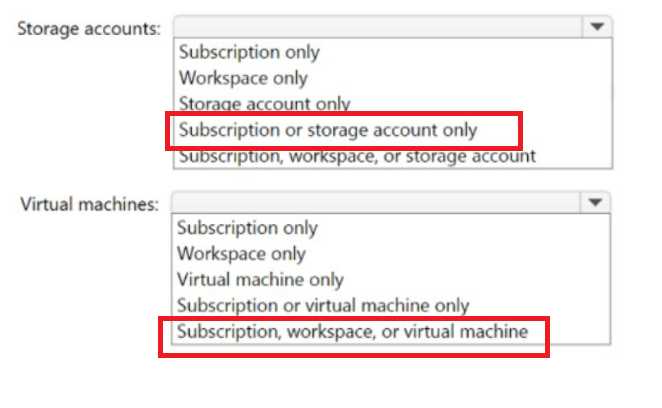 Storage accounts:
Subscription only
Workspace only
Storage account only
Subscription or storage account only
Subscription, workspace, or storage account
Virtual machines:
Subscription only
Workspace only
Virtual machine only
Subscription or virtual machine only
Subscription, workspace, or virtual machine